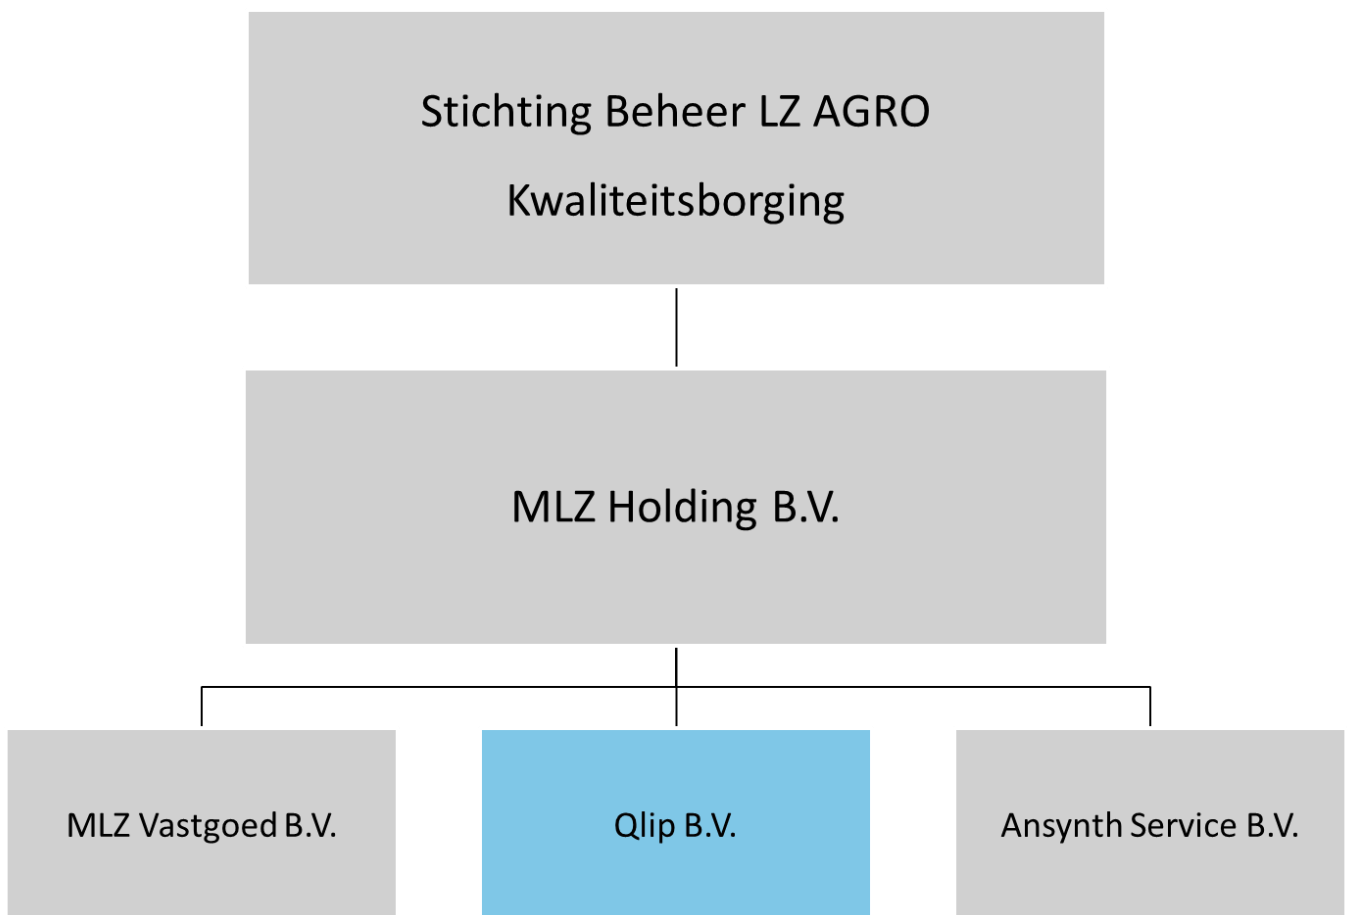 Stichting Beheer LZ AGRO
Kwaliteitsborging
MLZ Holding B.V.
MLZ Vastgoed B.V.
Qlip B.V.
Ansynth Service B.V.